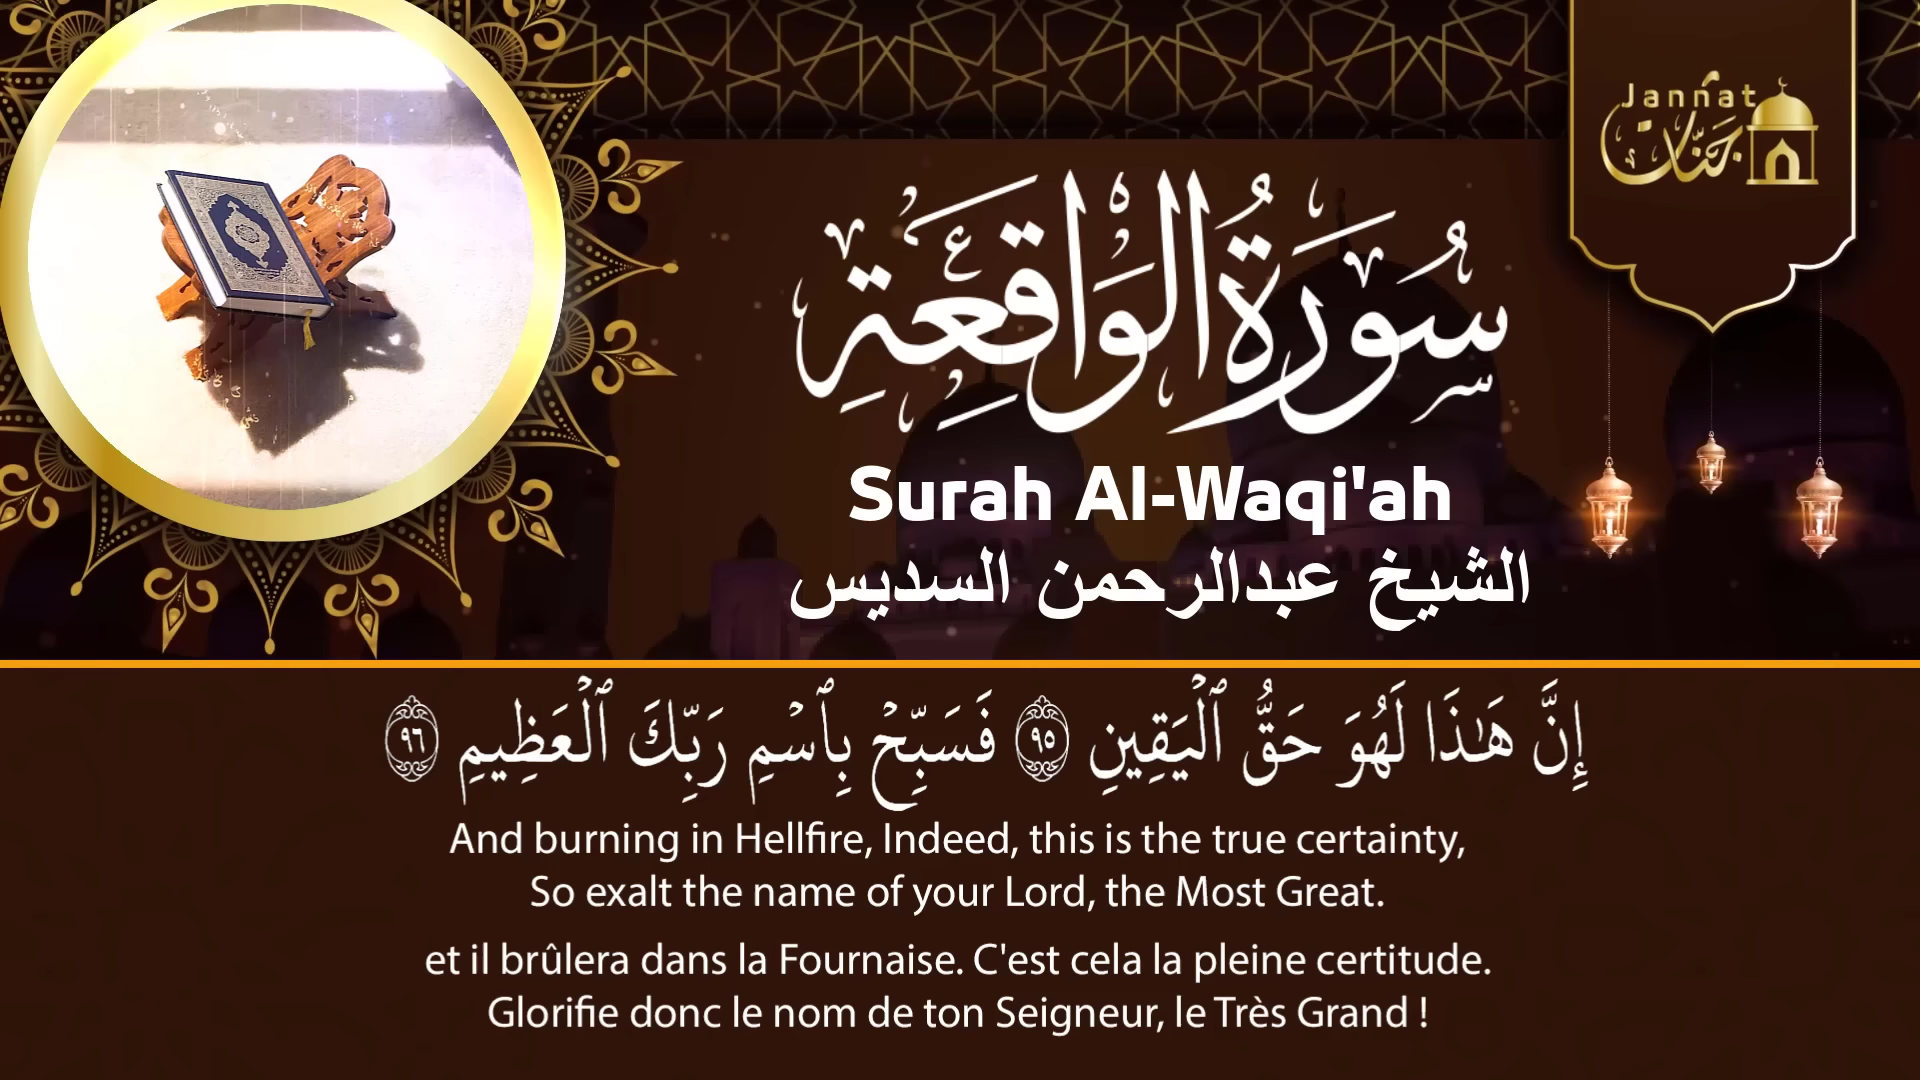 Jannat
جنات
سُورَةُ الوَاقِعَةِ
Surah Al-Waqi'ah
الشيخ عبدالرحمن السديس
إِنَّ هَٰذَا لَهُوَ حَقُّ ٱلْيَقِينِ ٩٥ فَسَبِّحْ بِٱسْمِ رَبِّكَ ٱلْعَظِيمِ ٩٦
And burning in Hellfire, Indeed, this is the true certainty,
So exalt the name of your Lord, the Most Great.
et il brûlera dans la Fournaise. C'est cela la pleine certitude.
Glorifie donc le nom de ton Seigneur, le Très Grand !